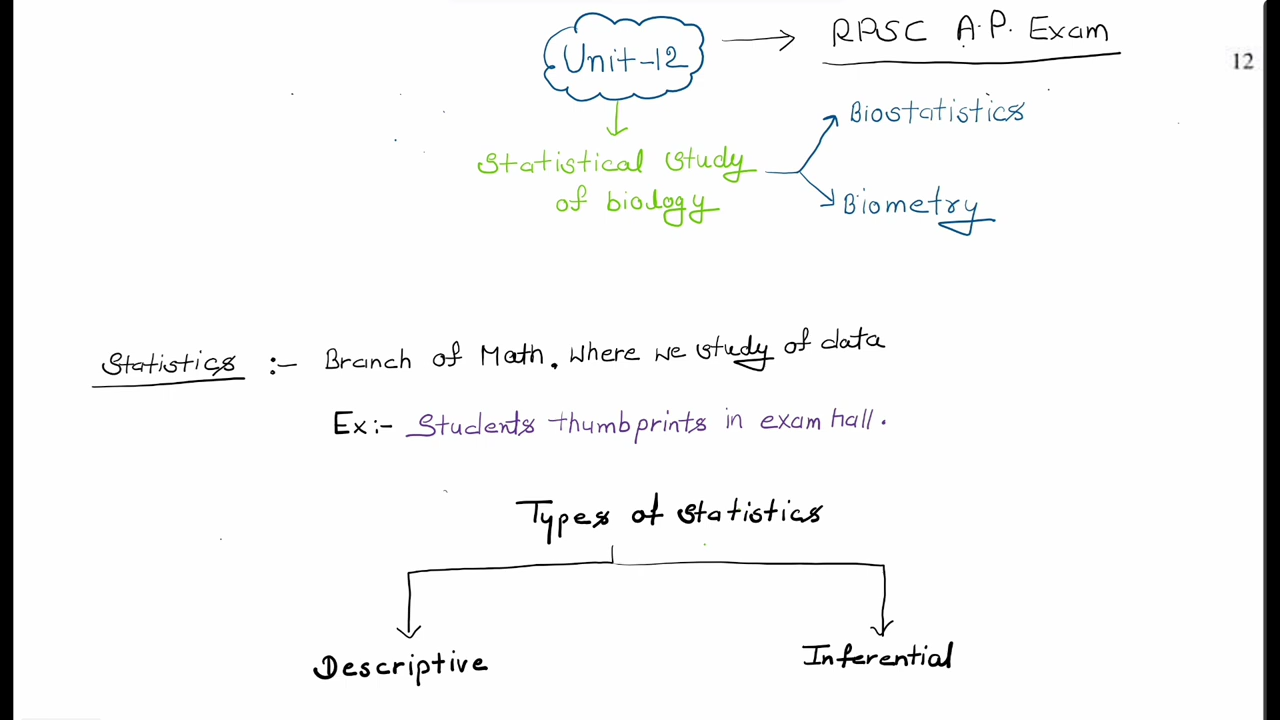 Unit-12 → RPSC A.P. Exam
12
Biostatistics
Statistical study
of biology
Biometry
Statistics :- Branch of Math. Where we study of data
Ex:- Students thumbprints in exam hall.
Types of statistics
Descriptive
Inferential